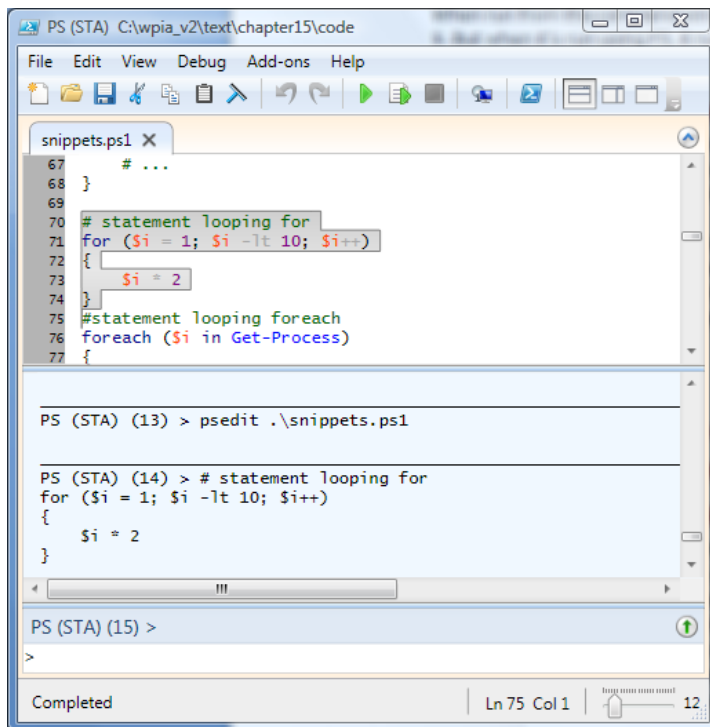 PS (STA) C:\wpia_v2\text\chapter15\code
File Edit View Debug Add-ons Help
snippets.ps1
67 # ...
68 }
69
70 # statement looping for
71 for ($i = 1; $i -lt 10; $i++)
72 {
73 $i * 2
74 }
75 #statement looping foreach
76 foreach ($i in Get-Process)
77 {
PS (STA) (13) > psedit .\snippets.ps1
PS (STA) (14) > # statement looping for
for ($i = 1; $i -lt 10; $i++)
{
$i * 2
}
PS (STA) (15) >
>
Completed
Ln 75 Col 1
12